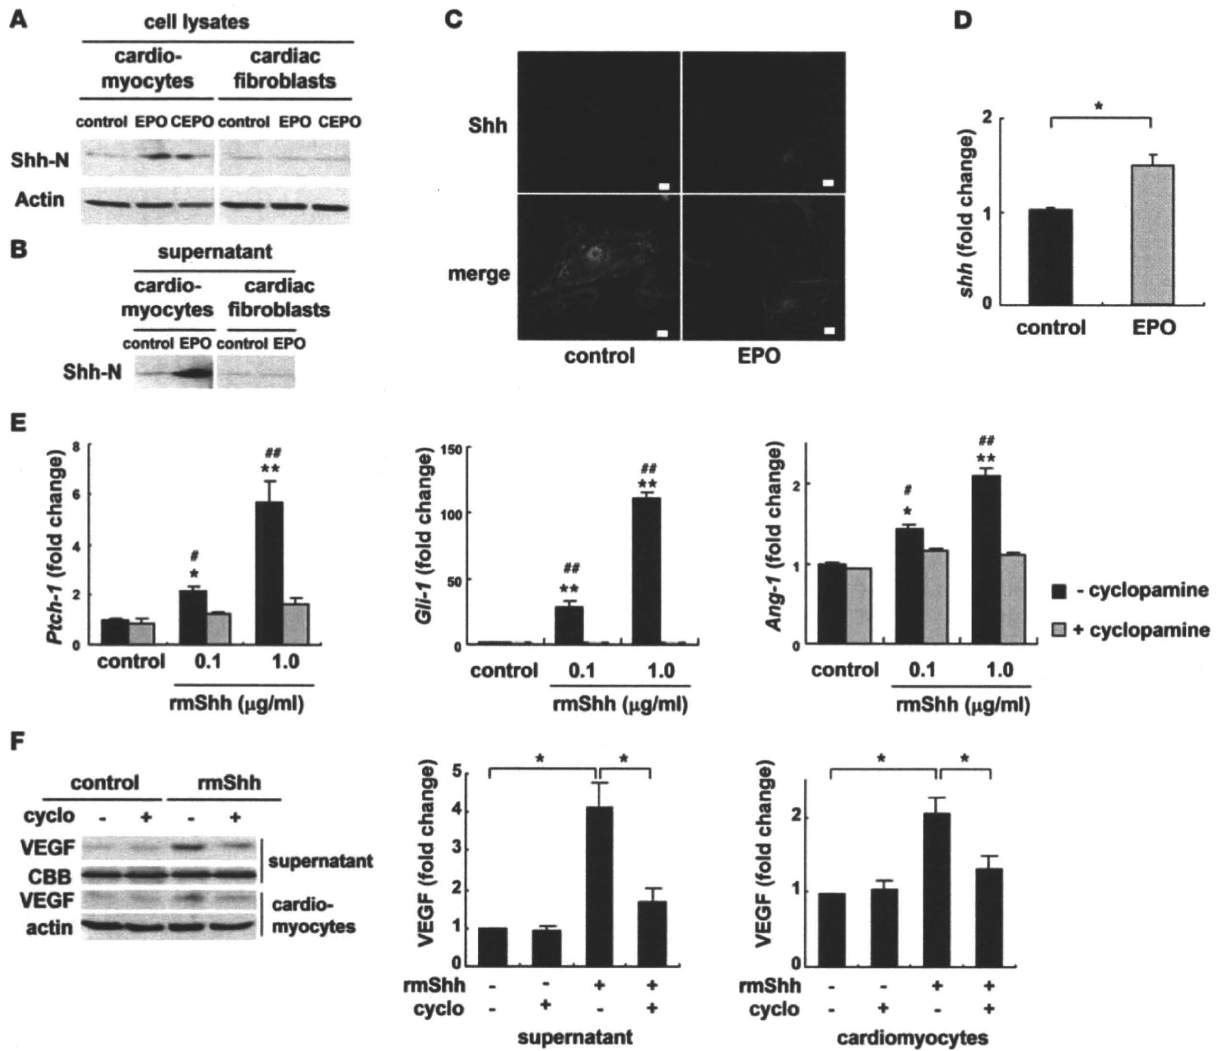 A
cell lysates
cardio-
myocytes
cardiac
fibroblasts
control EPO CEPO control EPO CEPO
Shh-N
Actin
B
supernatant
cardio-
myocytes
cardiac
fibroblasts
control EPO control EPO
Shh-N
C
Shh
merge
control
EPO
D
shh (fold change)
2
1
0
*
control
EPO
E
Ptch-1 (fold change)
8
6
4
2
0
#
*
##
**
control
0.1
1.0
rmShh (μg/ml)
Gli-1 (fold change)
150
100
50
0
##
**
##
**
control
0.1
1.0
rmShh (μg/ml)
Ang-1 (fold change)
2
1
0
#
*
##
**
control
0.1
1.0
rmShh (μg/ml)
- cyclopamine
+ cyclopamine
F
control
rmShh
cyclo - + - +
VEGF
CBB
supernatant
VEGF
actin
cardio-
myocytes
VEGF (fold change)
5
4
3
2
1
0
* *
rmShh - - + +
cyclo - + - +
supernatant
VEGF (fold change)
2
1
0
* *
rmShh - - + +
cyclo - + - +
cardiomyocytes